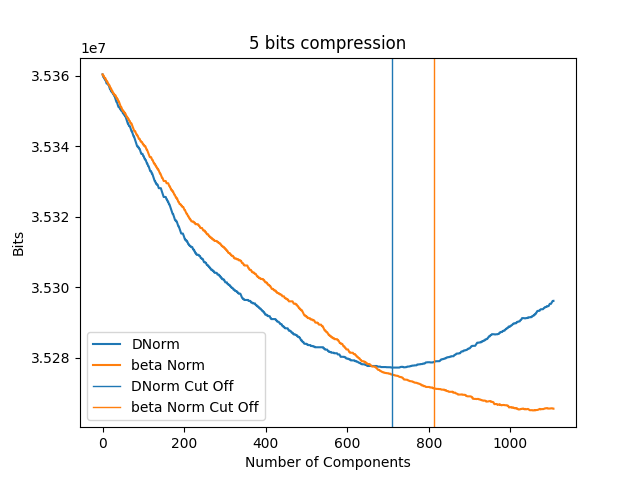 5 bits compression
1e7
3.536
3.534
3.532
3.530
3.528
Bits
DNorm
beta Norm
DNorm Cut Off
beta Norm Cut Off
0 200 400 600 800 1000
Number of Components